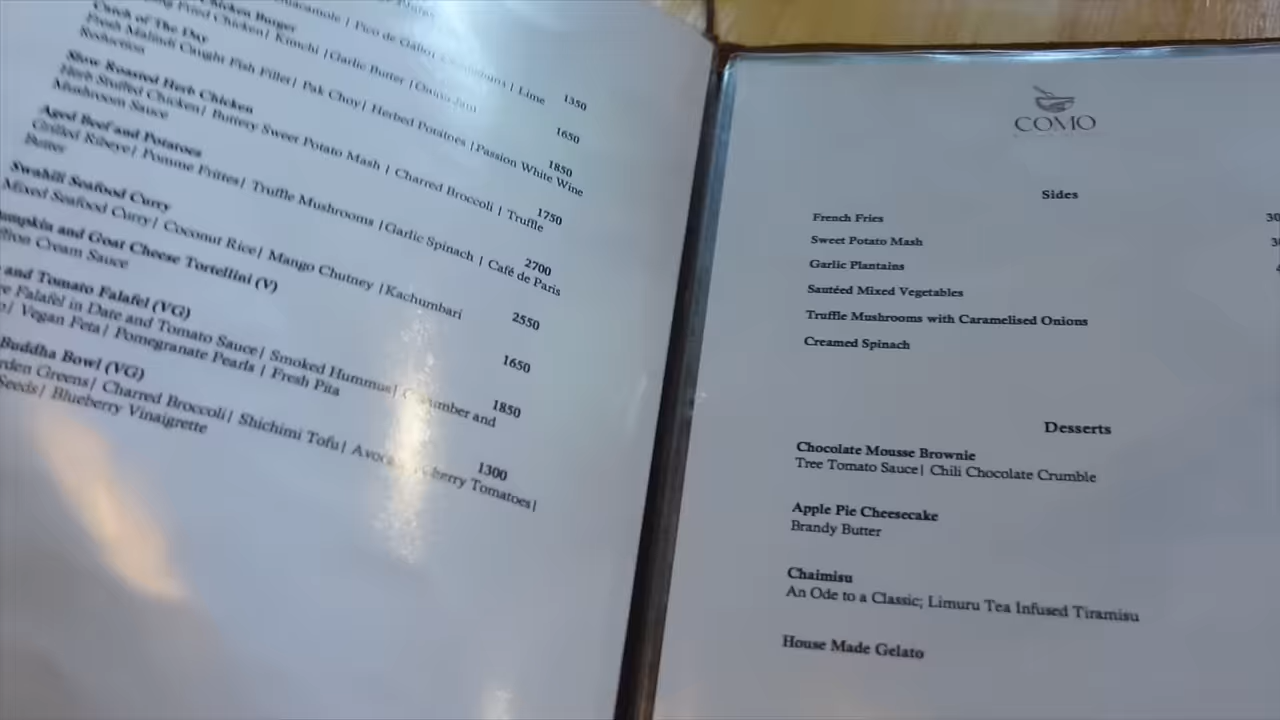 Guacamole | Pico de Gallo | Lime
1350
Chicken Burger
Fried Chicken| Kimchi |Garlic Butter |Onion Jam
1650
Catch of The Day
Fresh Malindi Caught Fish Fillet| Pak Choy| Herbed Potatoes |Passion White Wine
Reduction
1850
Slow Roasted Herb Chicken
Herb Stuffed Chicken| Buttery Sweet Potato Mash | Charred Broccoli | Truffle
Mushroom Sauce
1750
Aged Beef and Potatoes
Grilled Ribeye| Pomme Frittes| Truffle Mushrooms |Garlic Spinach | Café de Paris
Butter
2700
Swahili Seafood Curry
Mixed Seafood Curry| Coconut Rice| Mango Chutney |Kachumbari
2550
umpkin and Goat Cheese Tortellini (V)
ffron Cream Sauce
1650
and Tomato Falafel (VG)
Falafel in Date and Tomato Sauce| Smoked Hummus| and
Vegan Feta| Pomegranate Pearls | Fresh Pita
1850
Buddha Bowl (VG)
rden Greens| Charred Broccoli| Shichimi Tofu| Cherry Tomatoes|
Seeds| Blueberry Vinaigrette
1300
COMO
Sides
French Fries 30
Sweet Potato Mash
Garlic Plantains
Sautéed Mixed Vegetables
Truffle Mushrooms with Caramelised Onions
Creamed Spinach
Desserts
Chocolate Mousse Brownie
Tree Tomato Sauce| Chili Chocolate Crumble
Apple Pie Cheesecake
Brandy Butter
Chaimisu
An Ode to a Classic; Limuru Tea Infused Tiramisu
House Made Gelato